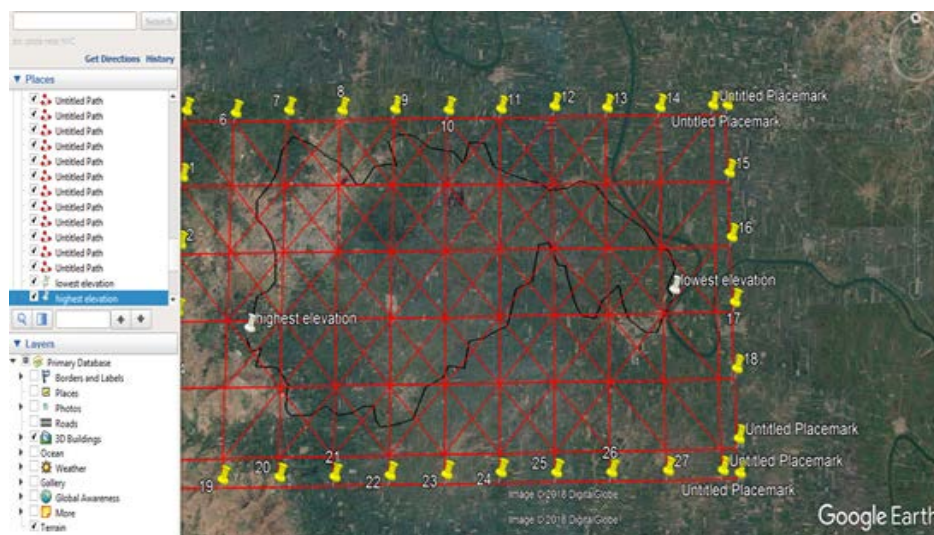 Search
Get Directions History
Places
Untitled Path
Untitled Path
Untitled Path
Untitled Path
Untitled Path
Untitled Path
Untitled Path
Untitled Path
Untitled Path
Untitled Path
Untitled Path
Untitled Path
lowest elevation
highest elevation
Layers
Primary Database
Borders and Labels
Places
Photos
Roads
3D Buildings
Ocean
Weather
Gallery
Global Awareness
More
Terrain
6
7
8
9
10
11
12
13
14
Untitled Placemark
Untitled Placemark
1
15
2
16
lowest elevation
highest elevation
17
18
Untitled Placemark
19
20
21
22
23
24
25
26
27
Untitled Placemark
Untitled Placemark
Image © 2018 DigitalGlobe
Image © 2018 DigitalGlobe
Google Earth